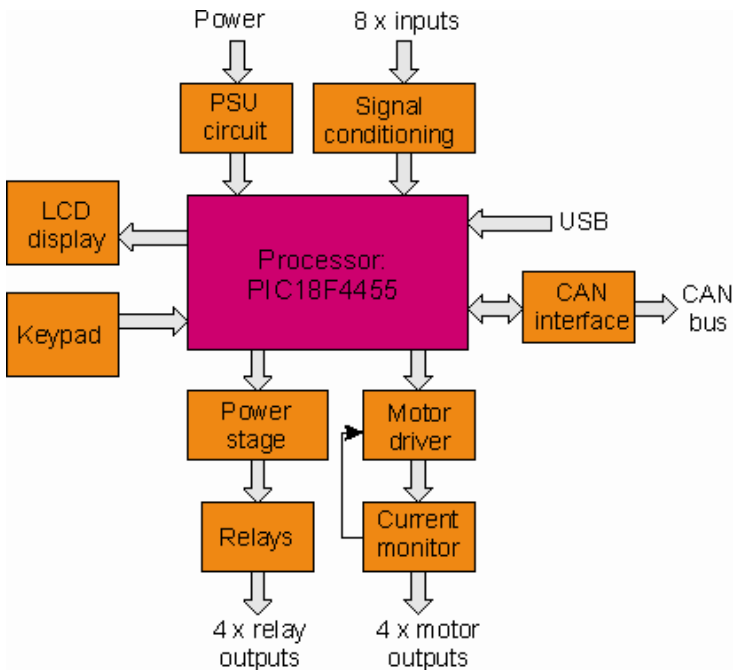 Power
8 x inputs
PSU
circuit
Signal
conditioning
LCD
display
USB
Processor:
PIC18F4455
CAN
interface
CAN
bus
Keypad
Power
stage
Motor
driver
Relays
Current
monitor
4 x relay
outputs
4 x motor
outputs